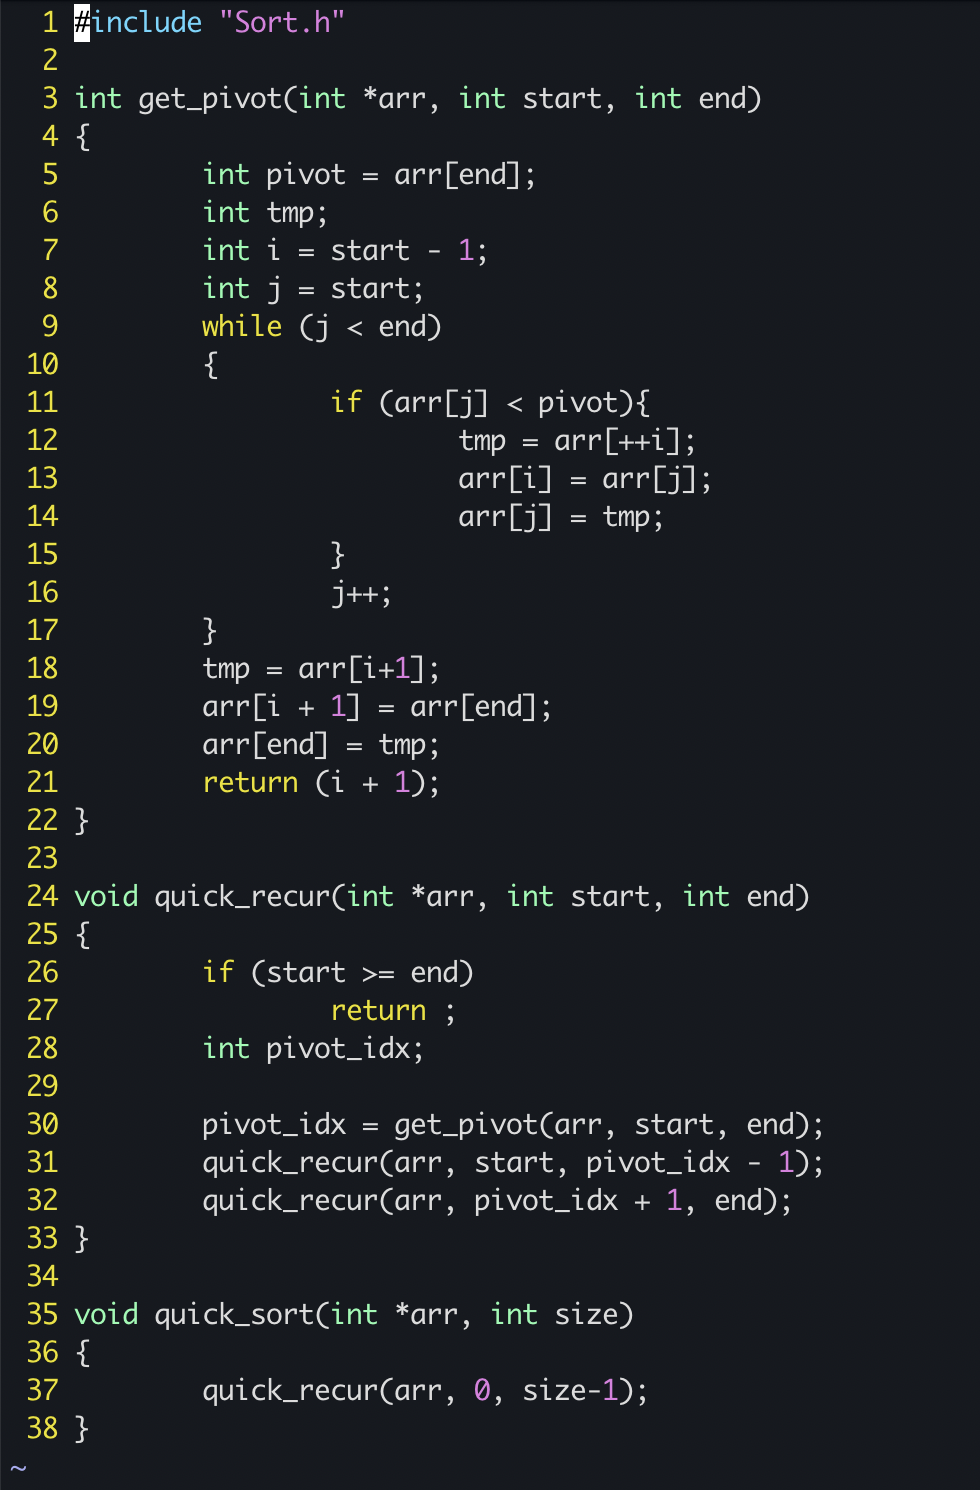 1 #include "Sort.h"
2
3 int get_pivot(int *arr, int start, int end)
4 {
5         int pivot = arr[end];
6         int tmp;
7         int i = start - 1;
8         int j = start;
9         while (j < end)
10         {
11                 if (arr[j] < pivot){
12                         tmp = arr[++i];
13                         arr[i] = arr[j];
14                         arr[j] = tmp;
15                 }
16                 j++;
17         }
18         tmp = arr[i+1];
19         arr[i + 1] = arr[end];
20         arr[end] = tmp;
21         return (i + 1);
22 }
23
24 void quick_recur(int *arr, int start, int end)
25 {
26         if (start >= end)
27                 return ;
28         int pivot_idx;
29
30         pivot_idx = get_pivot(arr, start, end);
31         quick_recur(arr, start, pivot_idx - 1);
32         quick_recur(arr, pivot_idx + 1, end);
33 }
34
35 void quick_sort(int *arr, int size)
36 {
37         quick_recur(arr, 0, size-1);
38 }
~